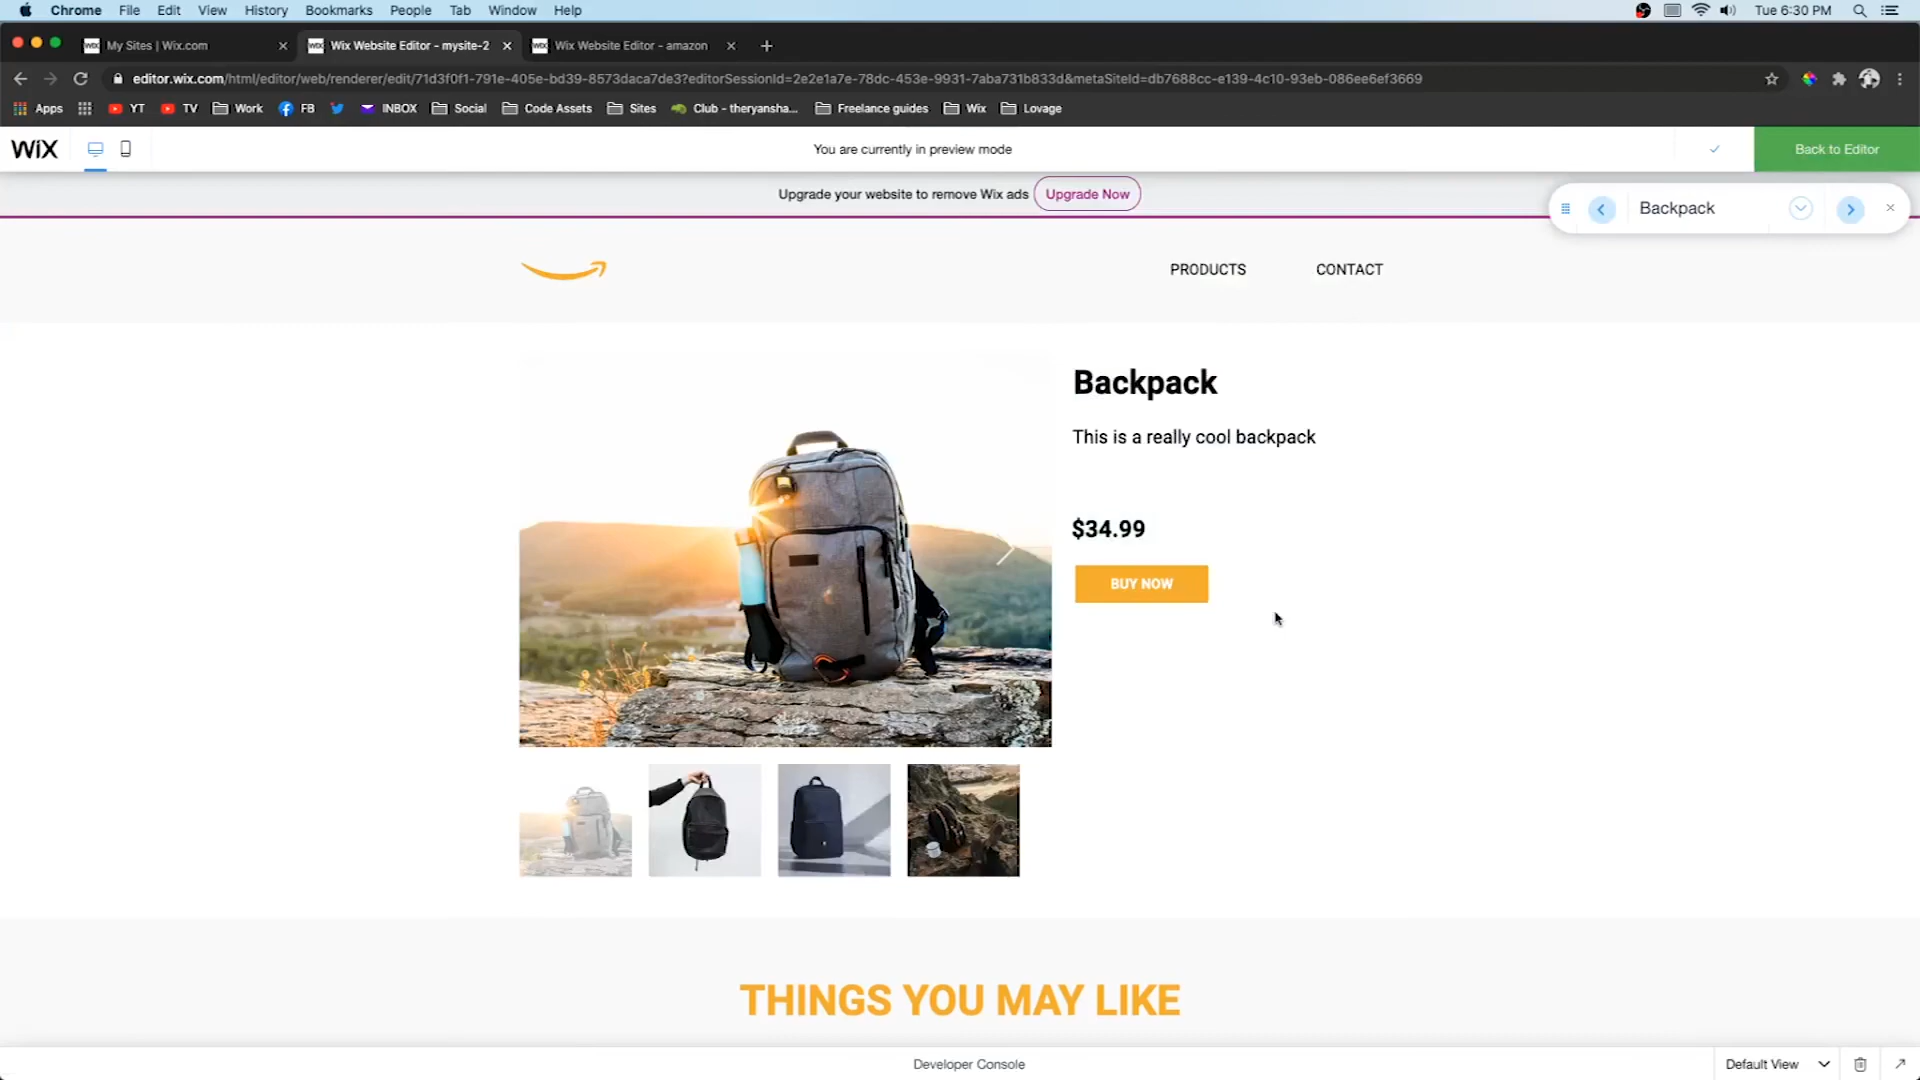 Chrome File Edit View History Bookmarks People Tab Window Help Tue 6:30 PM
My Sites | Wix.com Wix Website Editor - mysite-2 Wix Website Editor - amazon
editor.wix.com/html/editor/web/renderer/edit/71d3f0f1-791e-405e-bd39-8573daca7de3?editorSessionId=2e2e1a7e-78dc-453e-9931-7aba731b833d&metaSiteId=db7688cc-e139-4c10-93eb-086ee6ef3669
Apps YT TV Work FB INBOX Social Code Assets Sites Club - theryansha... Freelance guides Wix Lovage
WiX You are currently in preview mode Back to Editor
Upgrade your website to remove Wix ads Upgrade Now
Backpack
PRODUCTS CONTACT
Backpack
This is a really cool backpack
$34.99
BUY NOW
THINGS YOU MAY LIKE
Developer Console Default View